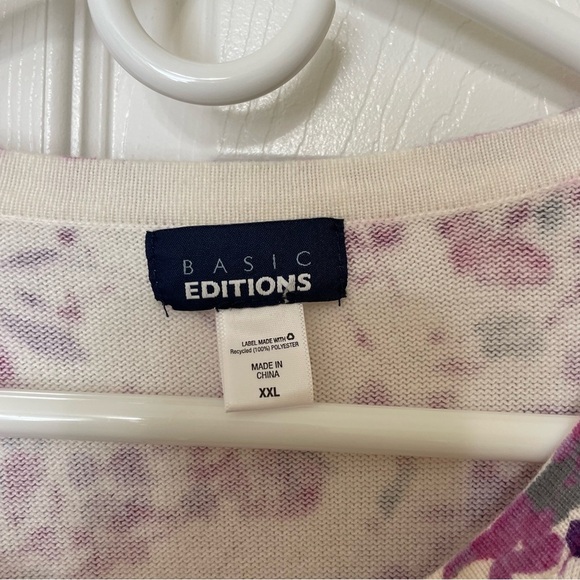 BASIC
EDITIONS
LABEL MADE WITH
Recycled (100%) POLYESTER
MADE IN
CHINA
XXL